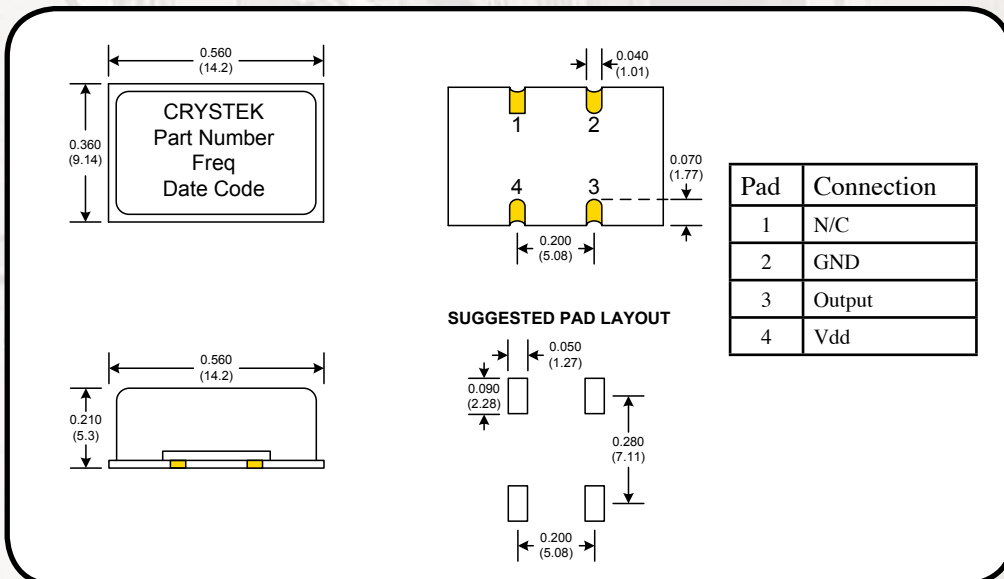 0.560
(14.2)
0.360
(9.14)
CRYSTEK
Part Number
Freq
Date Code
0.040
(1.01)
1 2
4 3
0.070
(1.77)
0.200
(5.08)
Pad Connection
1 N/C
2 GND
3 Output
4 Vdd
0.560
(14.2)
0.210
(5.3)
SUGGESTED PAD LAYOUT
0.050
(1.27)
0.090
(2.28)
0.280
(7.11)
0.200
(5.08)